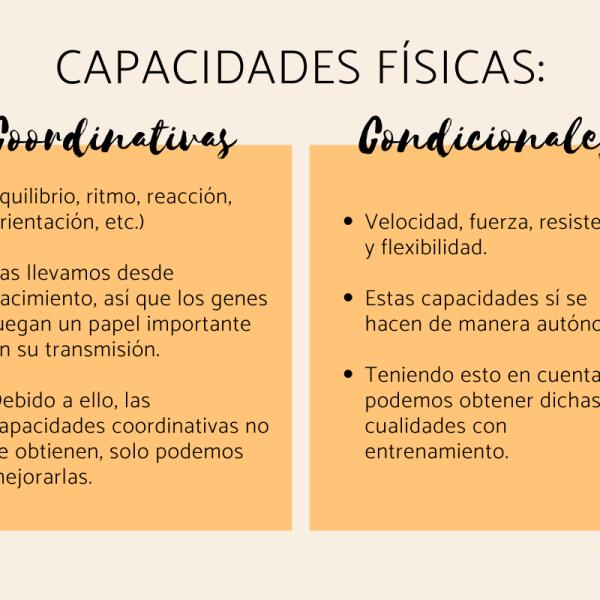 CAPACIDADES FÍSICAS:
Coordinativas
quilibrio, ritmo, reacción,
rientación, etc.)
as llevamos desde
acimiento, así que los genes
uegan un papel importante
n su transmisión.
Debido a ello, las
apacidades coordinativas no
e obtienen, solo podemos
mejorarlas.
Condicionales
• Velocidad, fuerza, resiste
y flexibilidad.
• Estas capacidades sí se
hacen de manera autóno
• Teniendo esto en cuenta
podemos obtener dichas
cualidades con
entrenamiento.